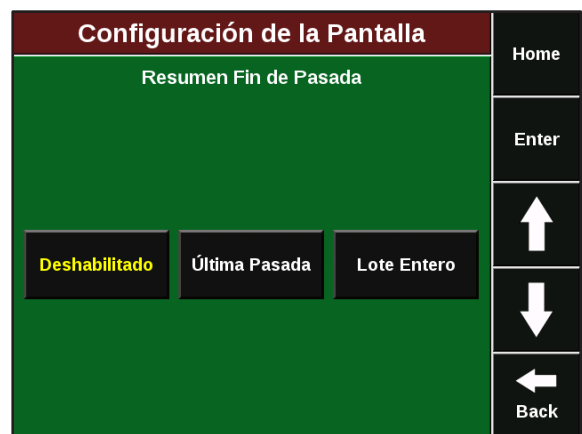 Configuración de la Pantalla
Resumen Fin de Pasada
Deshabilitado
Última Pasada
Lote Entero
Home
Enter
Back